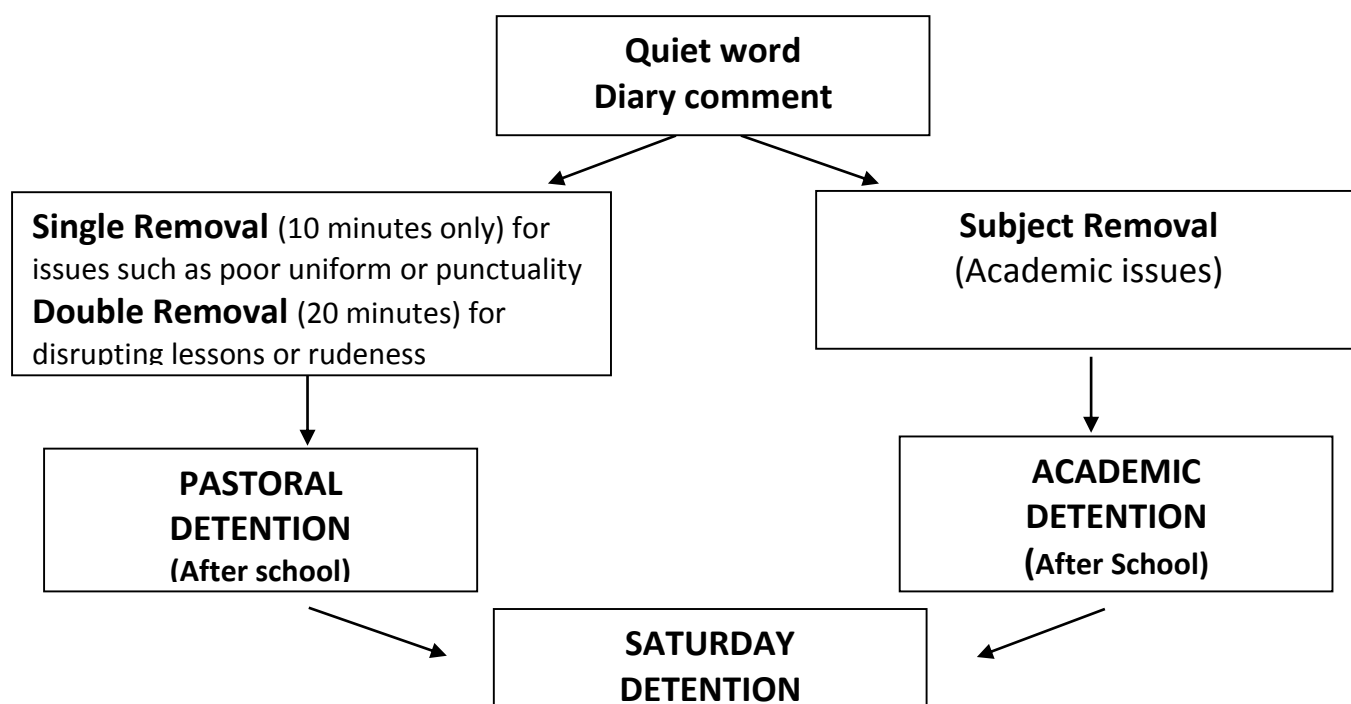 Quiet word
Diary comment
Single Removal (10 minutes only) for
issues such as poor uniform or punctuality
Double Removal (20 minutes) for
disrupting lessons or rudeness
Subject Removal
(Academic issues)
PASTORAL
DETENTION
(After school)
ACADEMIC
DETENTION
(After School)
SATURDAY
DETENTION